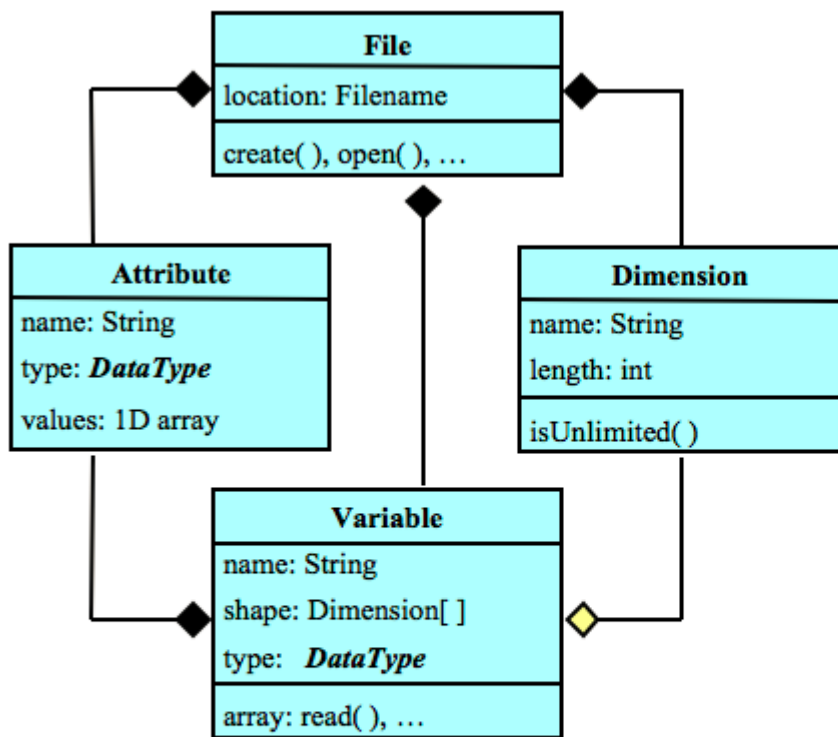 File
location: Filename
create( ), open( ), …
Attribute
name: String
type: DataType
values: 1D array
Dimension
name: String
length: int
isUnlimited( )
Variable
name: String
shape: Dimension[ ]
type: DataType
array: read( ), …